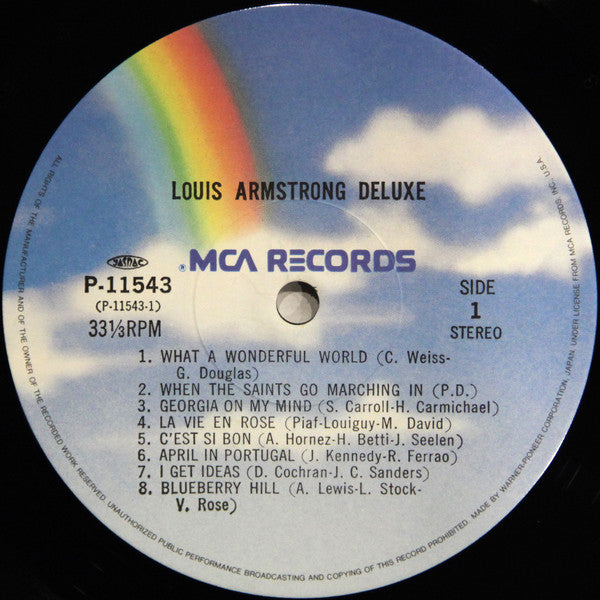 LOUIS ARMSTRONG DELUXE
JASRAC
®MCA RECORDS
P-11543
(P-11543-1)
33⅓RPM
SIDE
1
STEREO
1. WHAT A WONDERFUL WORLD (C. Weiss-
G. Douglas)
2. WHEN THE SAINTS GO MARCHING IN (P.D.)
3. GEORGIA ON MY MIND (S. Carroll-H. Carmichael)
4. LA VIE EN ROSE (Piaf-Louiguy-M. David)
5. C'EST SI BON (A. Hornez-H. Betti-J. Seelen)
6. APRIL IN PORTUGAL (J. Kennedy-R. Ferrao)
7. I GET IDEAS (D. Cochran-J. C. Sanders)
8. BLUEBERRY HILL (A. Lewis-L. Stock-
V. Rose)
ALL RIGHTS OF THE MANUFACTURER AND OF THE OWNER OF THE RECORDED WORK RESERVED. UNAUTHORIZED PUBLIC PERFORMANCE BROADCASTING AND COPYING OF THIS RECORD PROHIBITED. MADE BY WARNER-PIONEER CORPORATION, JAPAN, UNDER LICENSE FROM MCA RECORDS, INC., U.S.A.